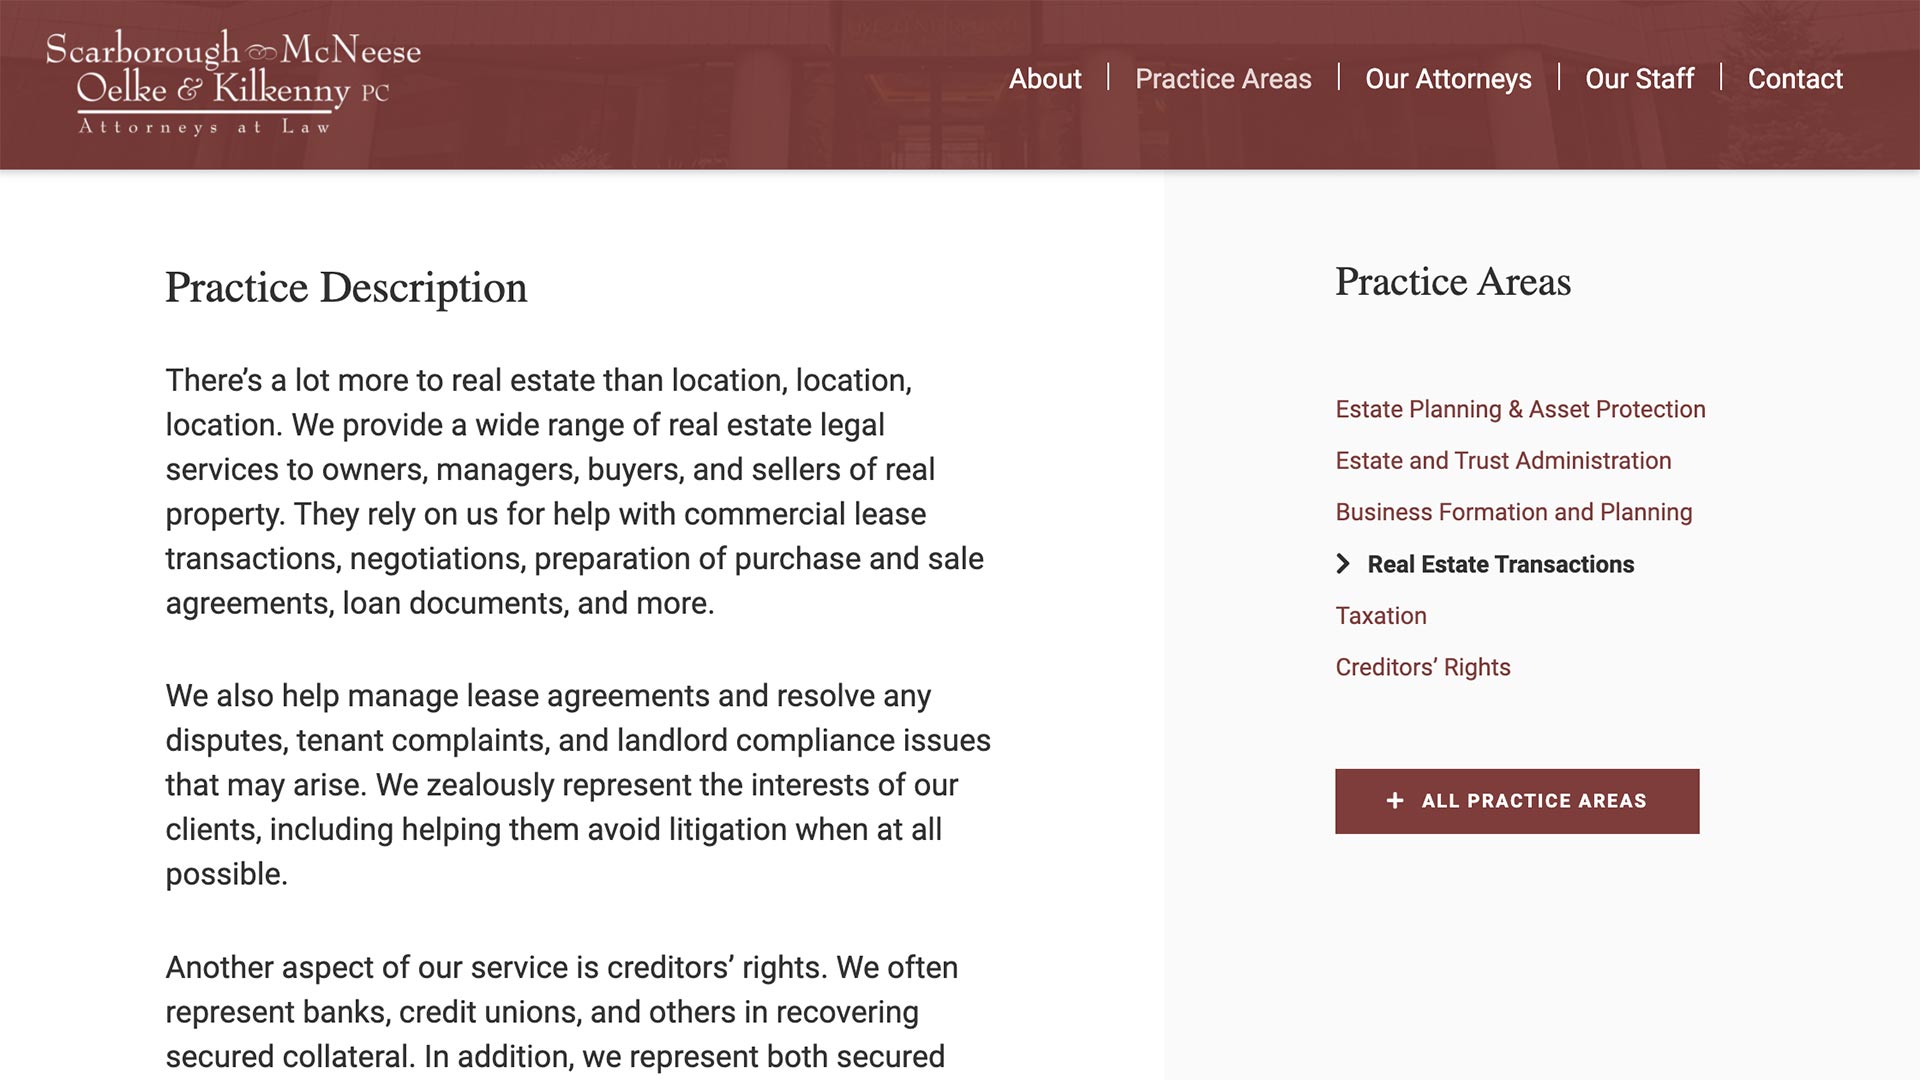 Scarborough McNeese
Oelke & Kilkenny PC
Attorneys at Law
About
Practice Areas
Our Attorneys
Our Staff
Contact
Practice Description
There’s a lot more to real estate than location, location,
location. We provide a wide range of real estate legal
services to owners, managers, buyers, and sellers of real
property. They rely on us for help with commercial lease
transactions, negotiations, preparation of purchase and sale
agreements, loan documents, and more.
We also help manage lease agreements and resolve any
disputes, tenant complaints, and landlord compliance issues
that may arise. We zealously represent the interests of our
clients, including helping them avoid litigation when at all
possible.
Another aspect of our service is creditors’ rights. We often
represent banks, credit unions, and others in recovering
secured collateral. In addition, we represent both secured
Practice Areas
Estate Planning & Asset Protection
Estate and Trust Administration
Business Formation and Planning
Real Estate Transactions
Taxation
Creditors’ Rights
+ ALL PRACTICE AREAS